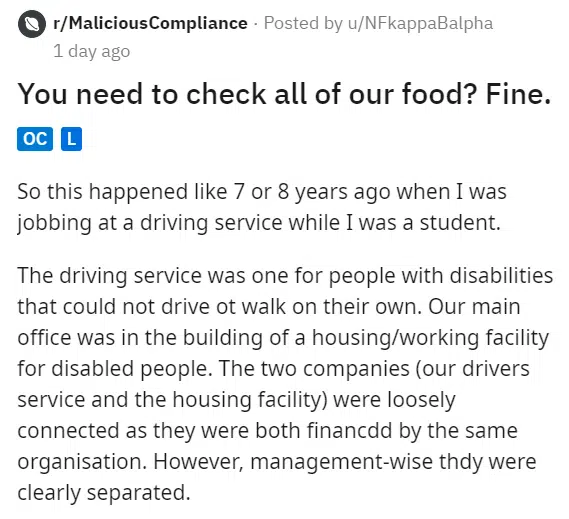 r/MaliciousCompliance · Posted by u/NFkappaBalpha
1 day ago
You need to check all of our food? Fine.
OC L
So this happened like 7 or 8 years ago when I was
jobbing at a driving service while I was a student.
The driving service was one for people with disabilities
that could not drive ot walk on their own. Our main
office was in the building of a housing/working facility
for disabled people. The two companies (our drivers
service and the housing facility) were loosely
connected as they were both financdd by the same
organisation. However, management-wise thdy were
clearly separated.